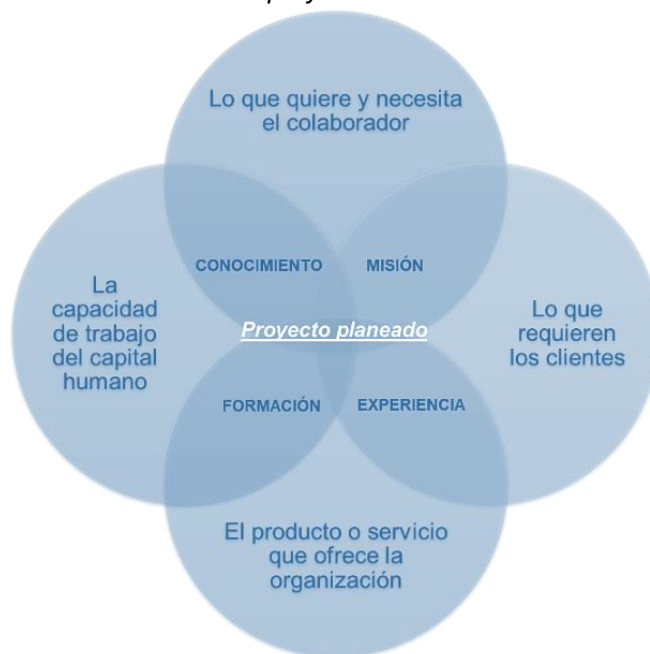 Lo que quiere y necesita
el colaborador
CONOCIMIENTO
MISIÓN
La
capacidad
de trabajo
del capital
humano
Proyecto planeado
Lo que
requieren
los clientes
FORMACIÓN
EXPERIENCIA
El producto o servicio
que ofrece la
organización